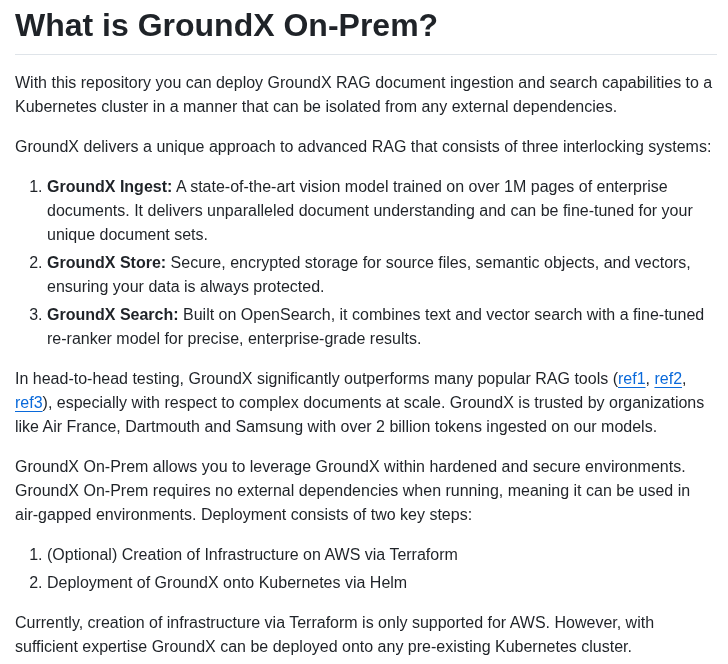 What is GroundX On-Prem?
With this repository you can deploy GroundX RAG document ingestion and search capabilities to a
Kubernetes cluster in a manner that can be isolated from any external dependencies.
GroundX delivers a unique approach to advanced RAG that consists of three interlocking systems:
1. GroundX Ingest: A state-of-the-art vision model trained on over 1M pages of enterprise
documents. It delivers unparalleled document understanding and can be fine-tuned for your
unique document sets.
2. GroundX Store: Secure, encrypted storage for source files, semantic objects, and vectors,
ensuring your data is always protected.
3. GroundX Search: Built on OpenSearch, it combines text and vector search with a fine-tuned
re-ranker model for precise, enterprise-grade results.
In head-to-head testing, GroundX significantly outperforms many popular RAG tools (ref1, ref2,
ref3), especially with respect to complex documents at scale. GroundX is trusted by organizations
like Air France, Dartmouth and Samsung with over 2 billion tokens ingested on our models.
GroundX On-Prem allows you to leverage GroundX within hardened and secure environments.
GroundX On-Prem requires no external dependencies when running, meaning it can be used in
air-gapped environments. Deployment consists of two key steps:
1. (Optional) Creation of Infrastructure on AWS via Terraform
2. Deployment of GroundX onto Kubernetes via Helm
Currently, creation of infrastructure via Terraform is only supported for AWS. However, with
sufficient expertise GroundX can be deployed onto any pre-existing Kubernetes cluster.